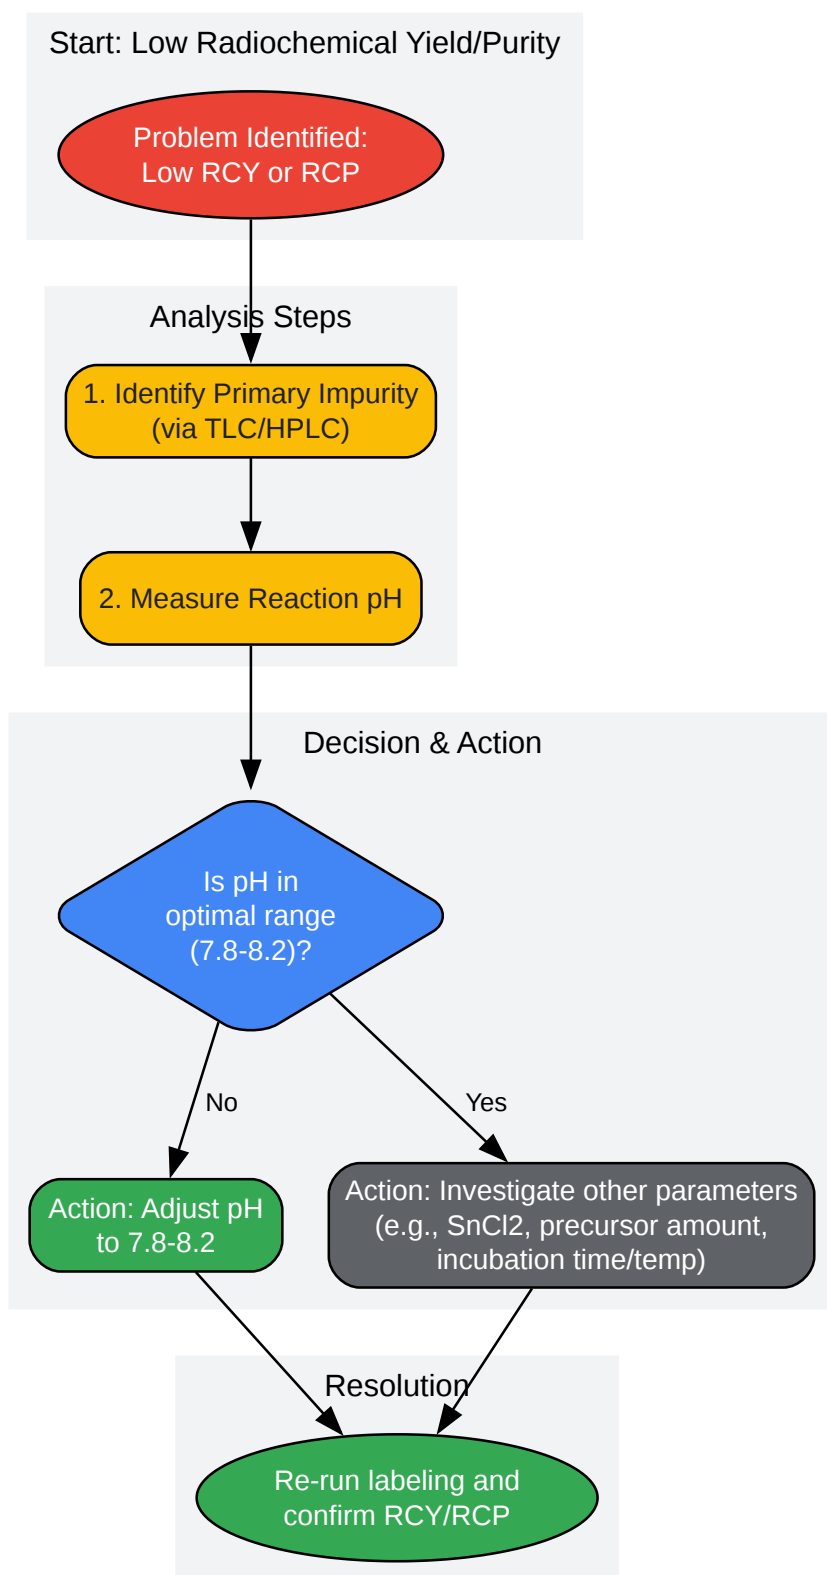 Start: Low Radiochemical Yield/Purity
Problem Identified:
Low RCY or RCP
Analysis Steps
1. Identify Primary Impurity
(via TLC/HPLC)
2. Measure Reaction pH
Decision & Action
Is pH in
optimal range
(7.8-8.2)?
No
Yes
Action: Adjust pH
to 7.8-8.2
Action: Investigate other parameters
(e.g., SnCl2, precursor amount,
incubation time/temp)
Resolution
Re-run labeling and
confirm RCY/RCP